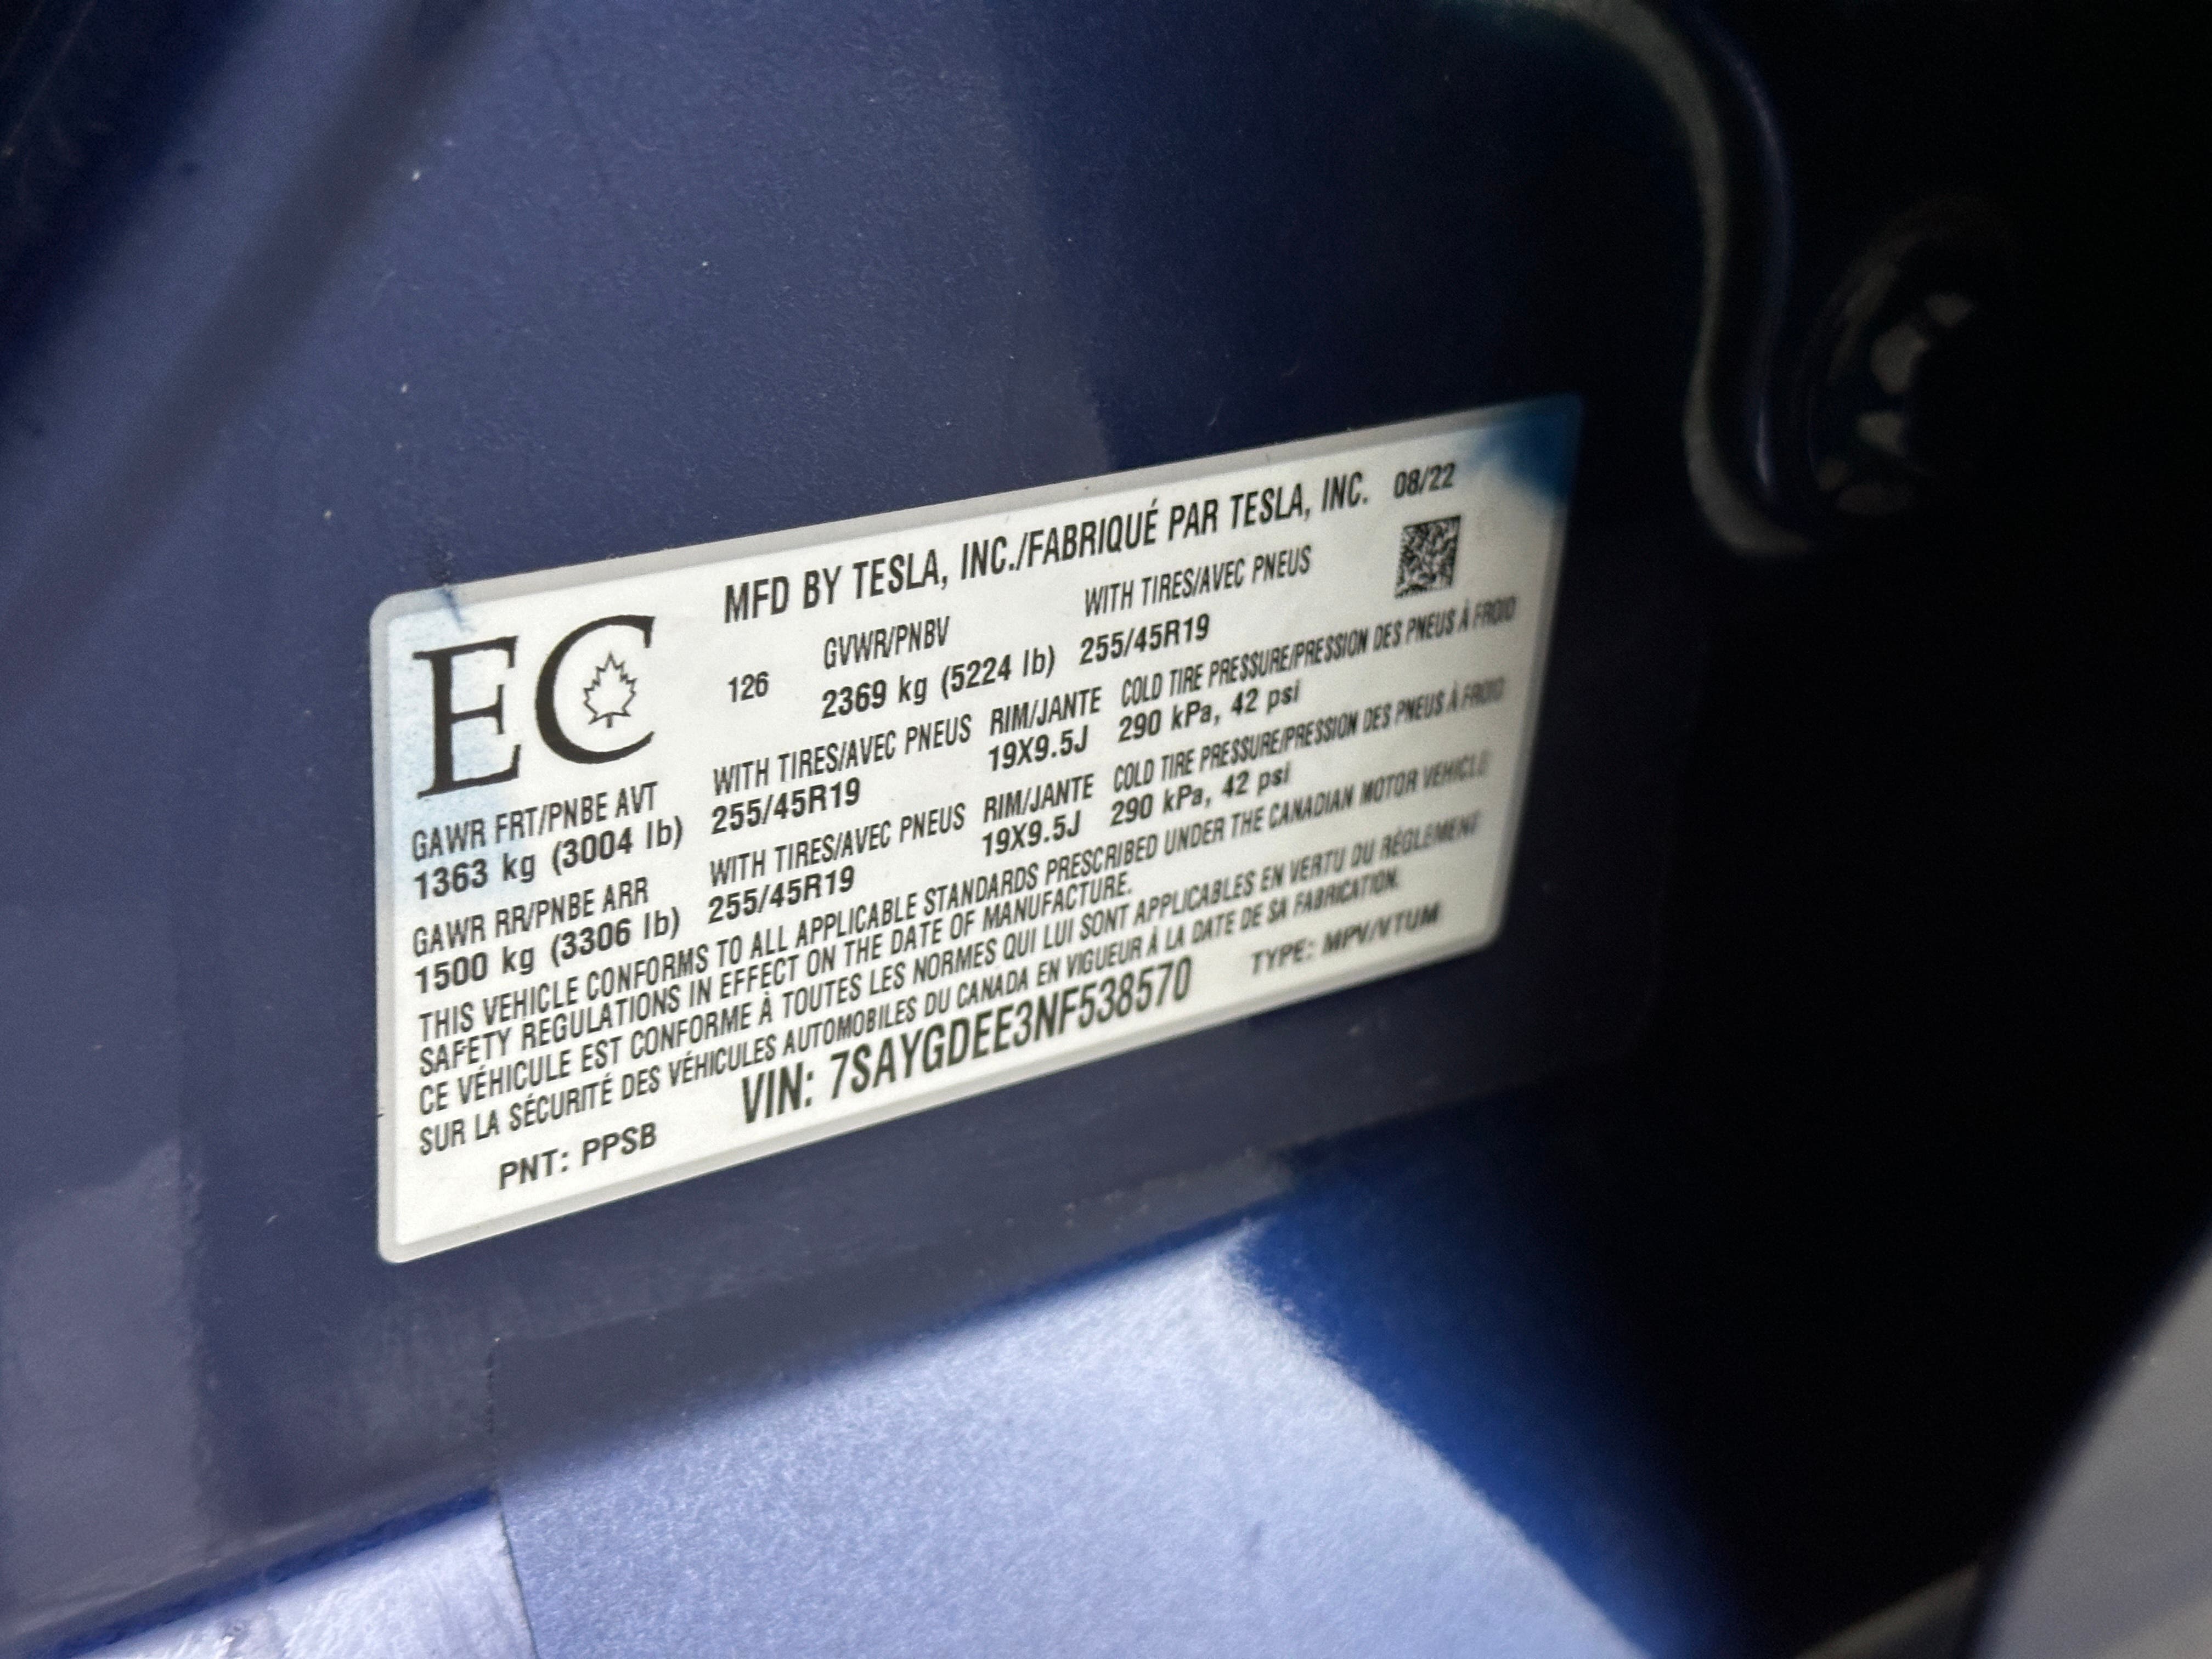 EC
MFD BY TESLA, INC./FABRIQUÉ PAR TESLA, INC. 08/22
126
GVWR/PNBV
2369 kg (5224 lb)
WITH TIRES/AVEC PNEUS
255/45R19
GAWR FRT/PNBE AVT
1363 kg (3004 lb)
WITH TIRES/AVEC PNEUS
255/45R19
RIM/JANTE
19X9.5J
COLD TIRE PRESSURE/PRESSION DES PNEUS À FROID
290 kPa, 42 psi
GAWR RR/PNBE ARR
1500 kg (3306 lb)
WITH TIRES/AVEC PNEUS
255/45R19
RIM/JANTE
19X9.5J
COLD TIRE PRESSURE/PRESSION DES PNEUS À FROID
290 kPa, 42 psi
THIS VEHICLE CONFORMS TO ALL APPLICABLE STANDARDS PRESCRIBED UNDER THE CANADIAN MOTOR VEHICLE
SAFETY REGULATIONS IN EFFECT ON THE DATE OF MANUFACTURE.
CE VÉHICULE EST CONFORME À TOUTES LES NORMES QUI LUI SONT APPLICABLES EN VERTU DU RÉGLEMENT
SUR LA SÉCURITÉ DES VÉHICULES AUTOMOBILES DU CANADA EN VIGUEUR À LA DATE DE SA FABRICATION.
PNT: PPSB
VIN: 7SAYGDEE3NF538570
TYPE: MPV/VTUM